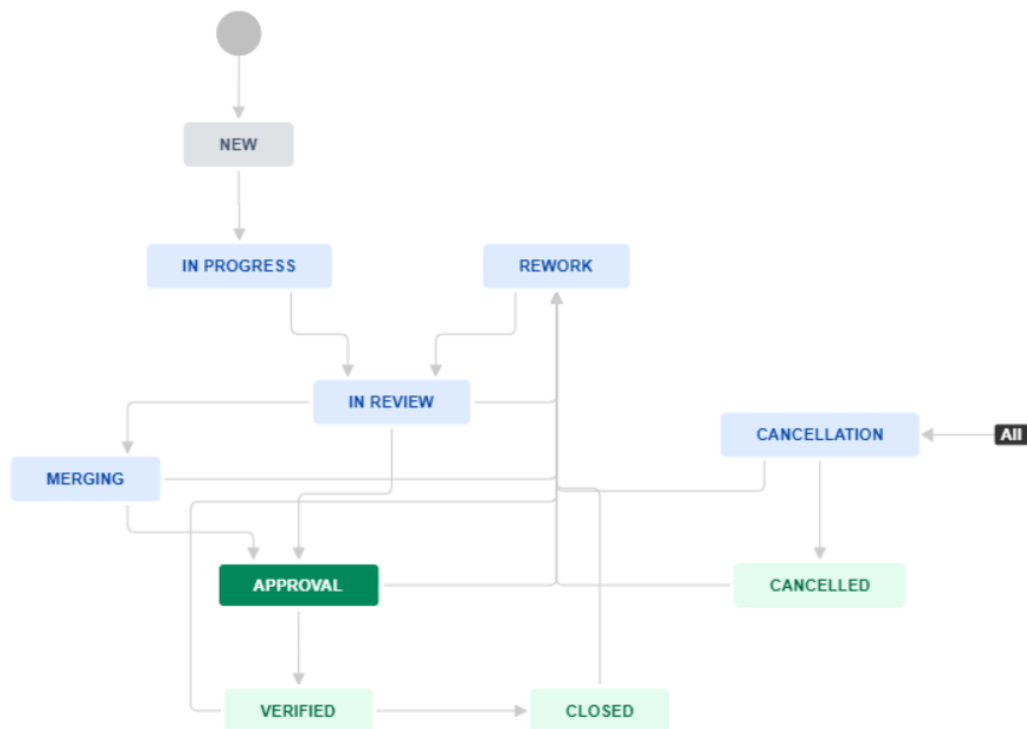 NEW
IN PROGRESS
REWORK
IN REVIEW
CANCELLATION
All
MERGING
APPROVAL
CANCELLED
VERIFIED
CLOSED